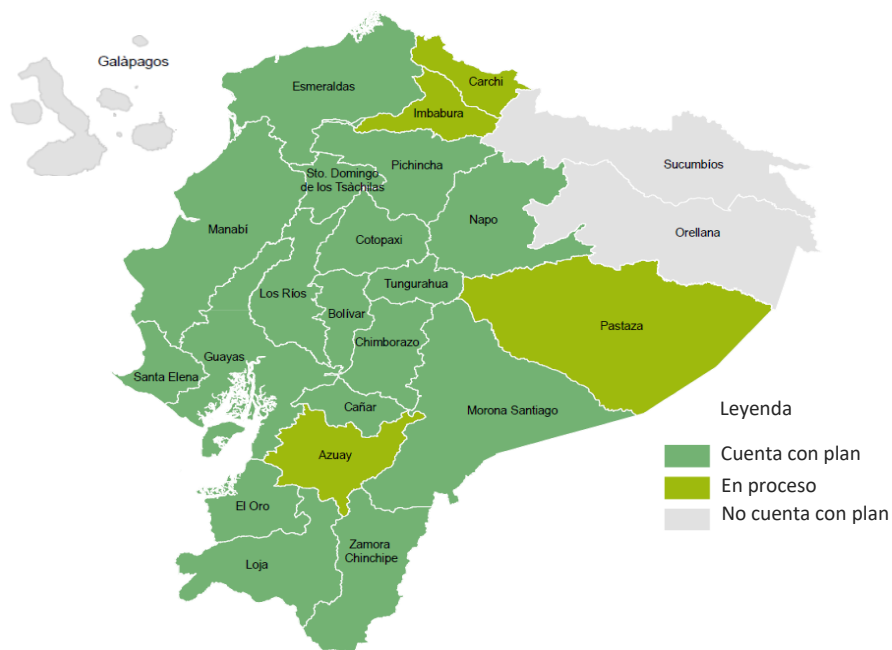 Galápagos
Carchi
Esmeraldas
Imbabura
Sucumbios
Pichincha
Sto. Domingo
de los Tsàchilas
Napo
Manabí
Orellana
Cotopaxi
Tungurahua
Los Ríos
Bolívar
Pastaza
Chimborazo
Guayas
Santa Elena
Cañar
Morona Santiago
Azuay
El Oro
Zamora
Chinchipe
Loja
Leyenda
Cuenta con plan
En proceso
No cuenta con plan